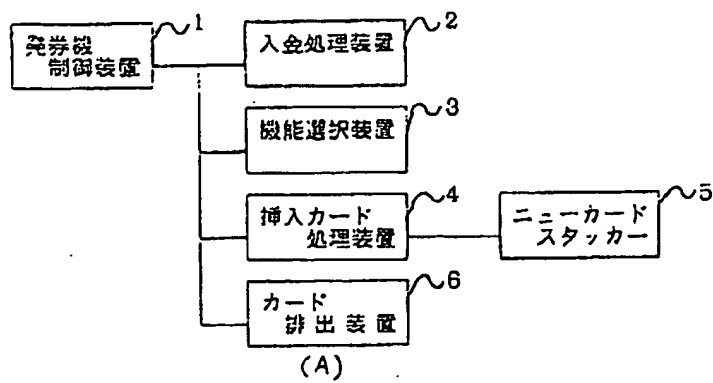 1
発券機
制御装置
2
入金処理装置
3
機能選択装置
4
挿入カード
処理装置
5
ニューカード
スタッカー
6
カード
排出装置
(A)